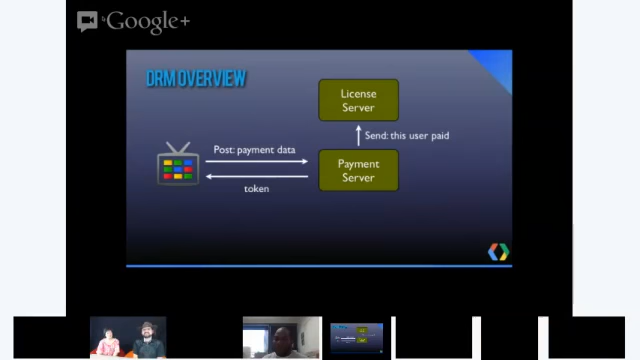 Google+
DRM OVERVIEW
License
Server
Send: this user paid
Post: payment data
Payment
Server
token